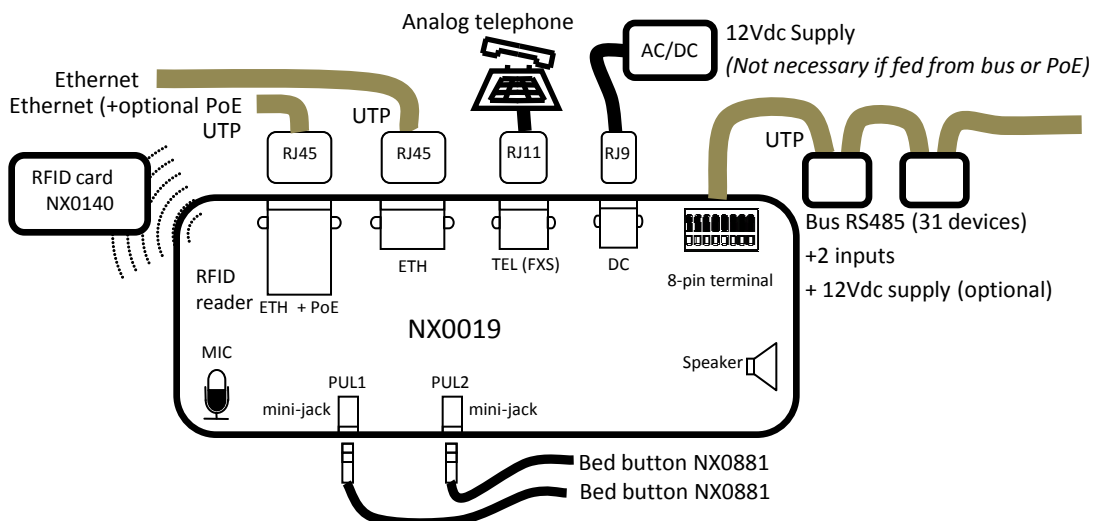 Analog telephone
AC/DC
12Vdc Supply
(Not necessary if fed from bus or PoE)
Ethernet
Ethernet (+optional PoE
UTP
UTP
UTP
RJ45
RJ45
RJ11
RJ9
RFID card
NX0140
Bus RS485 (31 devices)
+2 inputs
+ 12Vdc supply (optional)
RFID
reader
ETH + PoE
ETH
TEL (FXS)
DC
8-pin terminal
NX0019
MIC
Speaker
PUL1
mini-jack
PUL2
mini-jack
Bed button NX0881
Bed button NX0881